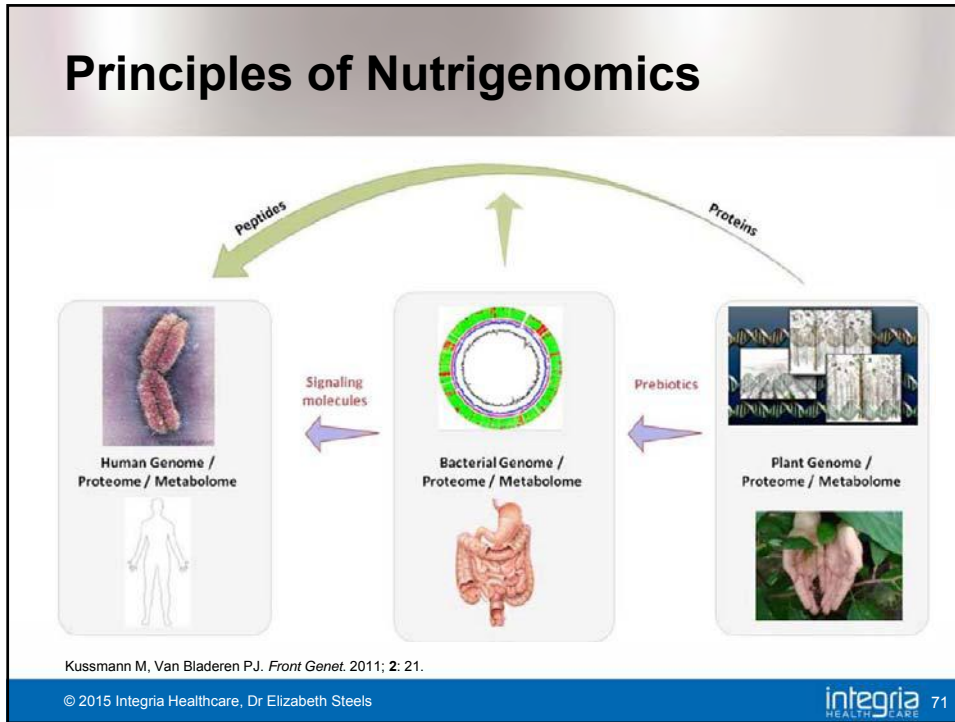 Principles of Nutrigenomics
Peptides
Proteins
Signaling
molecules
Prebiotics
Human Genome /
Proteome / Metabolome
Bacterial Genome /
Proteome / Metabolome
Plant Genome /
Proteome / Metabolome
Kussmann M, Van Bladeren PJ. Front Genet. 2011; 2: 21.
© 2015 Integria Healthcare, Dr Elizabeth Steels
integria
HEALTHCARE
71